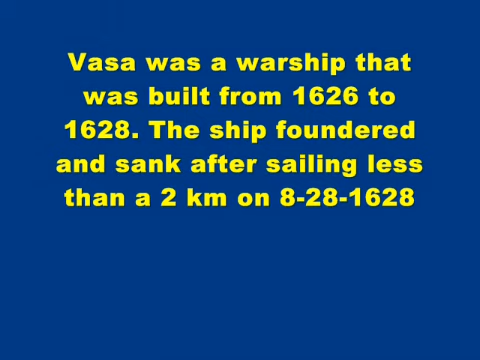 Vasa was a warship that
was built from 1626 to
1628. The ship foundered
and sank after sailing less
than a 2 km on 8-28-1628